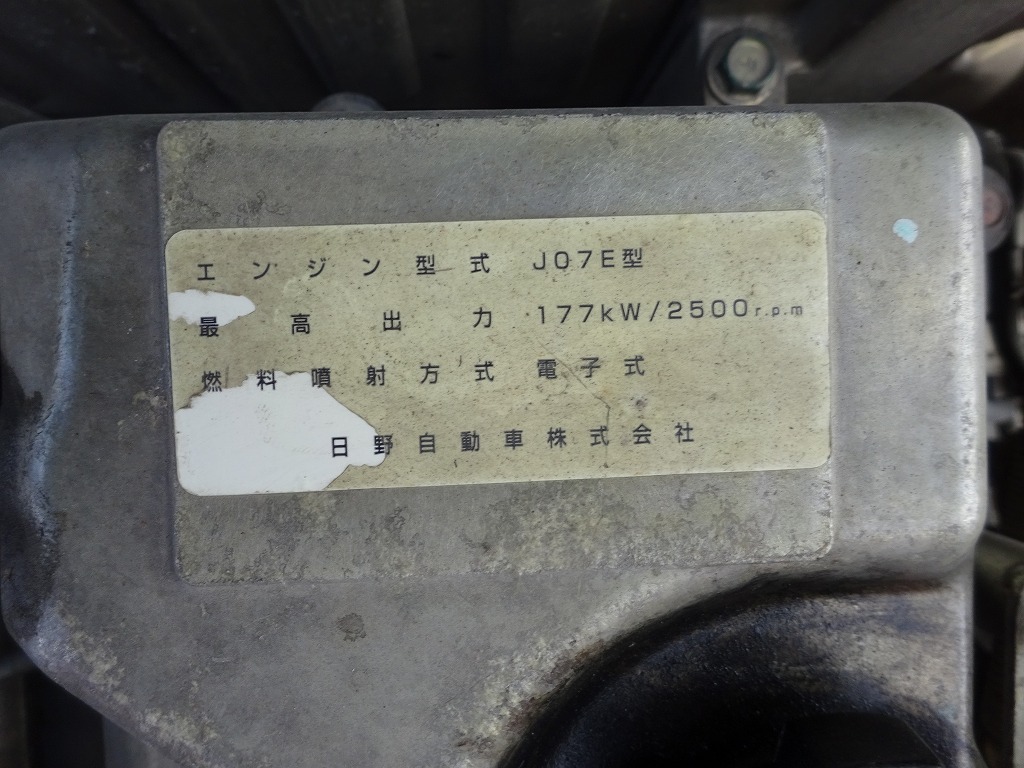 エンジン型式 J07E型
最高出力 177kW/2500r.p.m
燃料噴射方式 電子式
日野自動車株式会社